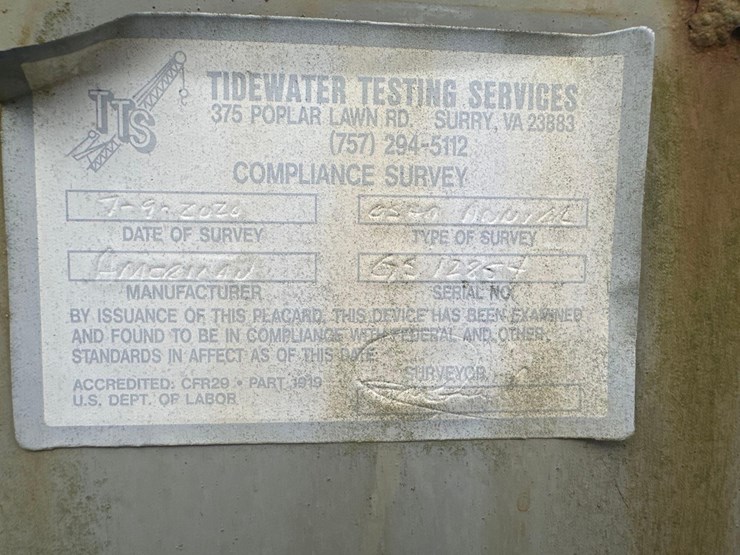 TTS
TIDEWATER TESTING SERVICES
375 POPLAR LAWN RD. SURRY, VA 23883
(757) 294-5112
COMPLIANCE SURVEY
7-9-2020
DATE OF SURVEY
TYPE OF SURVEY
AMERICAN
MANUFACTURER
GS 12854
SERIAL NO.
BY ISSUANCE OF THIS PLACARD, THIS DEVICE HAS BEEN EXAMINED
AND FOUND TO BE IN COMPLIANCE WITH FEDERAL AND OTHER
STANDARDS IN AFFECT AS OF THIS DATE.
SURVEYOR
ACCREDITED: CFR29 • PART 1919
U.S. DEPT. OF LABOR